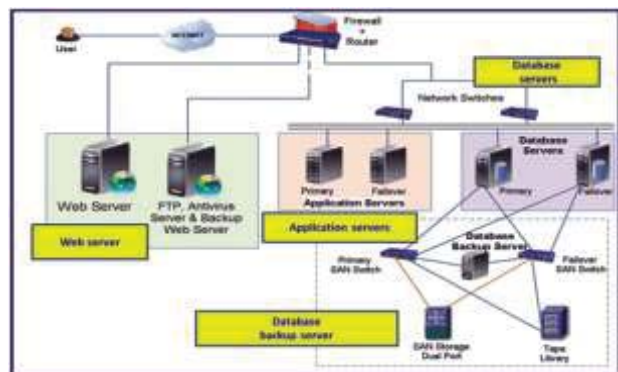 Firewall
+
Router
User
INTERNET
Database
servers
Network Switches
Database
Servers
Web Server
FTP, Antivirus
Server & Backup
Web Server
Primary
Failover
Application Servers
Primary
Failover
Web server
Application servers
Primary
SAN Switch
Database
Backup Server
Failover
SAN Switch
Database
backup server
SAN Storage
Dual Port
Tape
Library